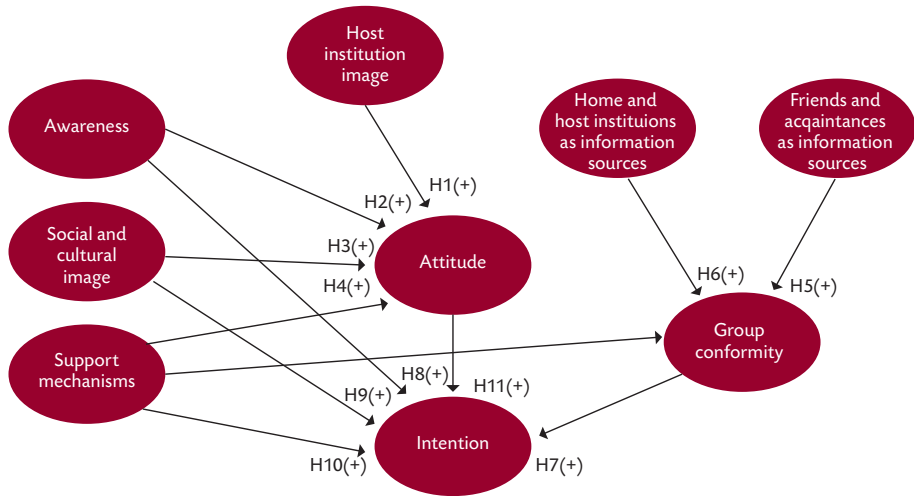 Host
institution
image
Awareness
Home and
host instituions
as information
sources
Friends and
acqaintances
as information
sources
H1(+)
H2(+)
Social and
cultural
image
H3(+)
Attitude
H4(+)
H6(+)
H5(+)
Support
mechanisms
Group
conformity
H8(+)
H9(+)
H11(+)
Intention
H10(+)
H7(+)